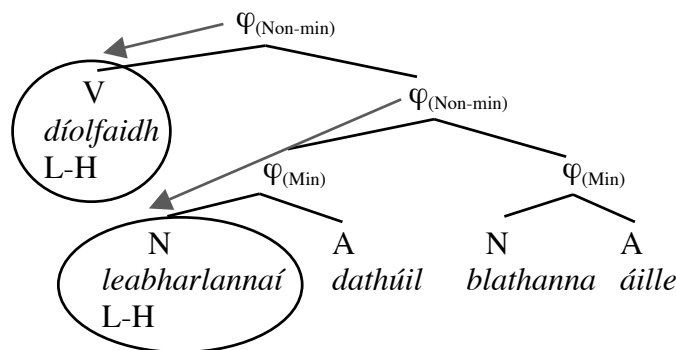 φ(Non-min)
V
díolfaidh
L-H
φ(Non-min)
φ(Min) φ(Min)
N A N A
leabharlannaí dathúil blathanna áille
L-H